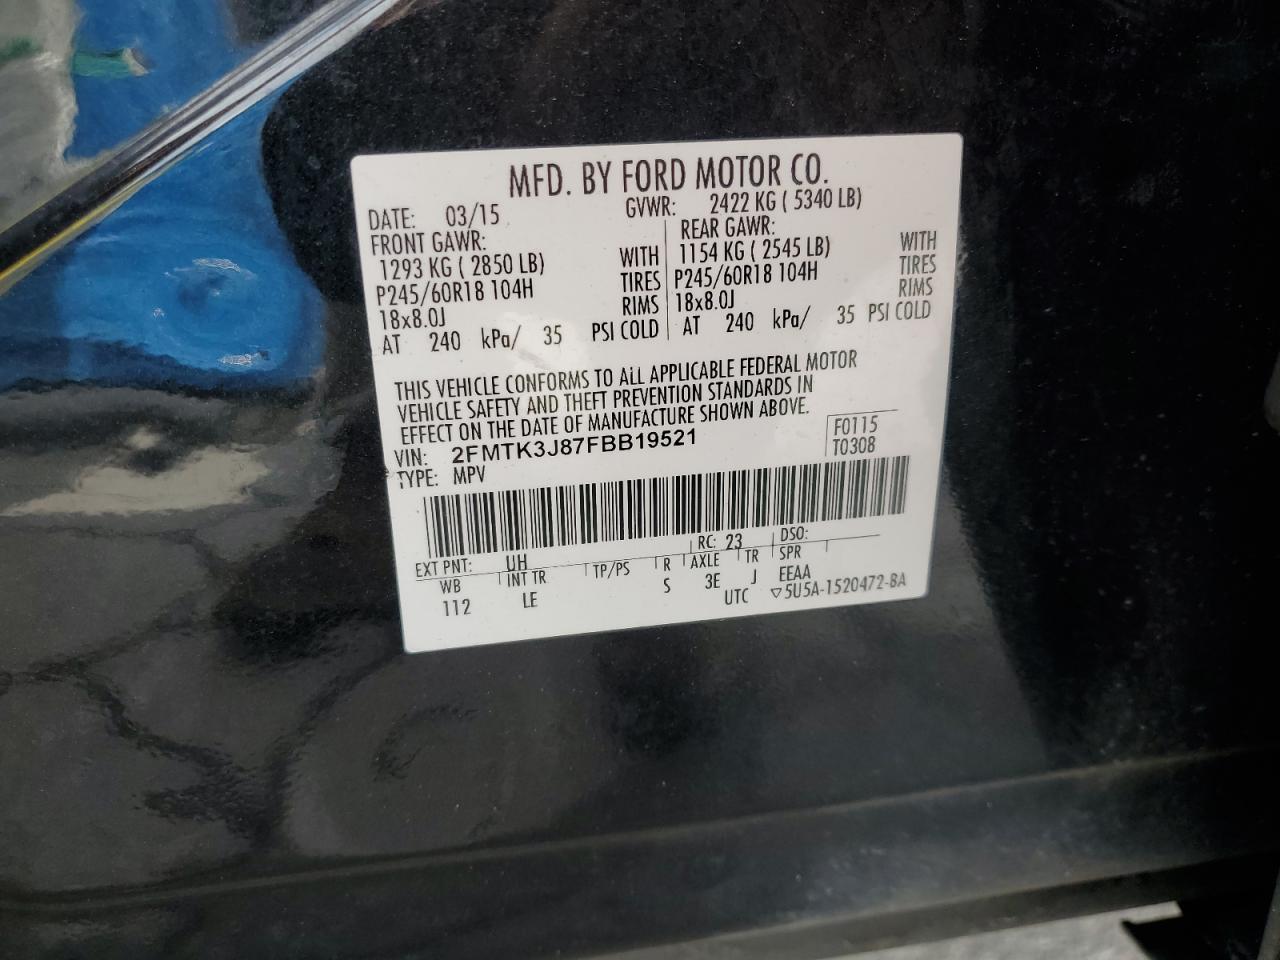 MFD. BY FORD MOTOR CO.
DATE: 03/15 GVWR: 2422 KG ( 5340 LB)
FRONT GAWR: REAR GAWR:
1293 KG ( 2850 LB) WITH 1154 KG ( 2545 LB) WITH
P245/60R18 104H TIRES P245/60R18 104H TIRES
18x8.0J RIMS 18x8.0J RIMS
AT 240 kPa/ 35 PSI COLD AT 240 kPa/ 35 PSI COLD
THIS VEHICLE CONFORMS TO ALL APPLICABLE FEDERAL MOTOR
VEHICLE SAFETY AND THEFT PREVENTION STANDARDS IN
EFFECT ON THE DATE OF MANUFACTURE SHOWN ABOVE.
VIN: 2FMTK3J87FBB19521 F0115
TYPE: MPV T0308
EXT PNT: UH RC: 23 DSO:
WB INT TR TP/PS R AXLE TR SPR
112 LE S 3E J EEAA
UTC ▽5U5A-1520472-BA